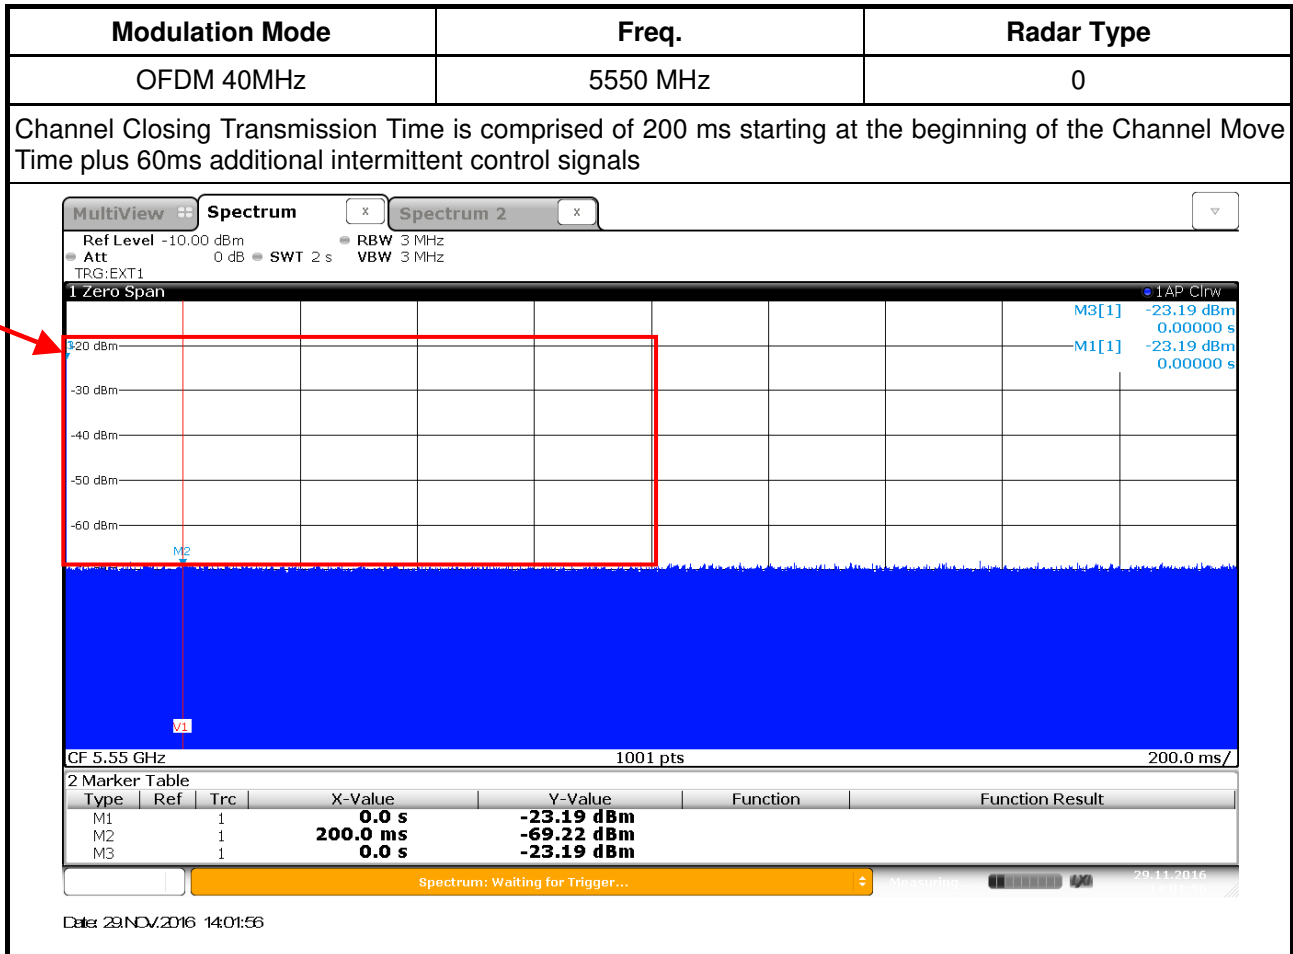 Modulation Mode Freq. Radar Type
OFDM 40MHz 5550 MHz 0
Channel Closing Transmission Time is comprised of 200 ms starting at the beginning of the Channel Move
Time plus 60ms additional intermittent control signals
MultiView Spectrum x Spectrum 2 x
Ref Level -10.00 dBm RBW 3 MHz
Att 0 dB SWT 2 s VBW 3 MHz
TRG:EXT1
1 Zero Span 1AP Clrw
M3[1] -23.19 dBm
0.00000 s
-20 dBm M1[1] -23.19 dBm
0.00000 s
-30 dBm
-40 dBm
-50 dBm
-60 dBm
M2
V1
CF 5.55 GHz 1001 pts 200.0 ms/
2 Marker Table
Type Ref Trc X-Value Y-Value Function Function Result
M1 1 0.0 s -23.19 dBm
M2 1 200.0 ms -69.22 dBm
M3 1 0.0 s -23.19 dBm
Spectrum: Waiting for Trigger... Measuring... 29.11.2016
Date: 29.NOV.2016 14:01:56